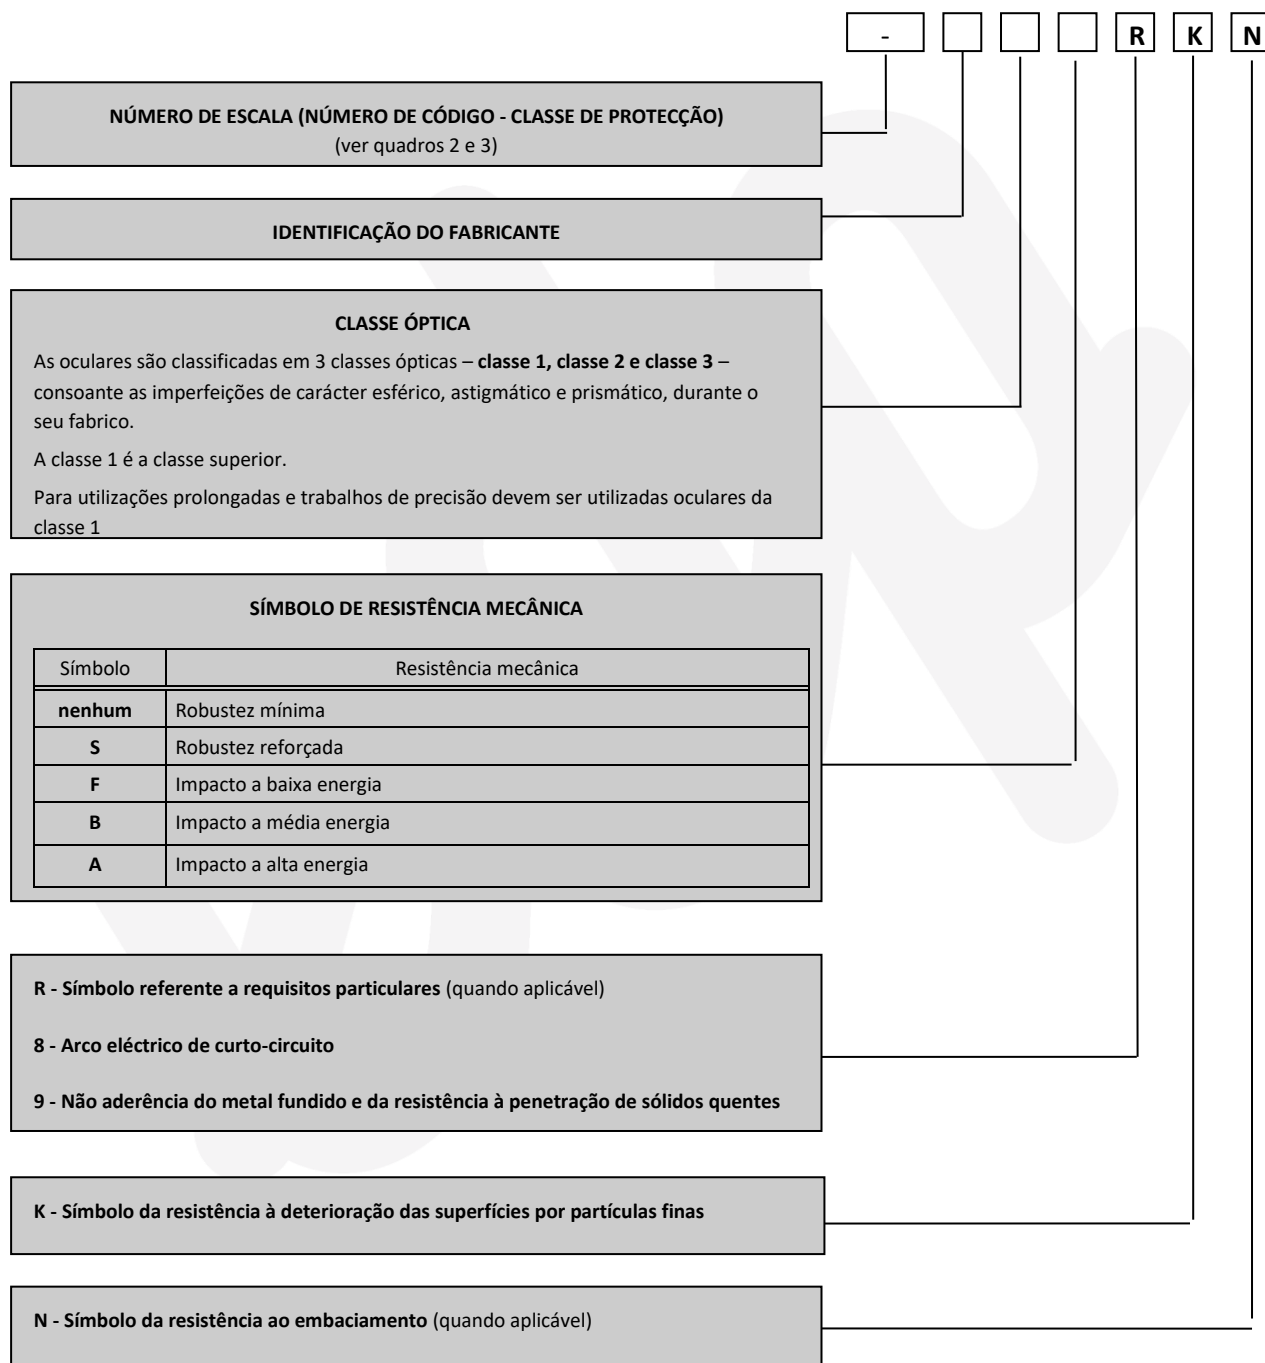 - R K N
NÚMERO DE ESCALA (NÚMERO DE CÓDIGO - CLASSE DE PROTECÇÃO)
(ver quadros 2 e 3)
IDENTIFICAÇÃO DO FABRICANTE
CLASSE ÓPTICA
As oculares são classificadas em 3 classes ópticas – classe 1, classe 2 e classe 3 –
consoante as imperfeições de carácter esférico, astigmático e prismático, durante o
seu fabrico.
A classe 1 é a classe superior.
Para utilizações prolongadas e trabalhos de precisão devem ser utilizadas oculares da
classe 1
SÍMBOLO DE RESISTÊNCIA MECÂNICA
Símbolo Resistência mecânica
nenhum Robustez mínima
S Robustez reforçada
F Impacto a baixa energia
B Impacto a média energia
A Impacto a alta energia
R - Símbolo referente a requisitos particulares (quando aplicável)
8 - Arco eléctrico de curto-circuito
9 - Não aderência do metal fundido e da resistência à penetração de sólidos quentes
K - Símbolo da resistência à deterioração das superfícies por partículas finas
N - Símbolo da resistência ao embaciamento (quando aplicável)